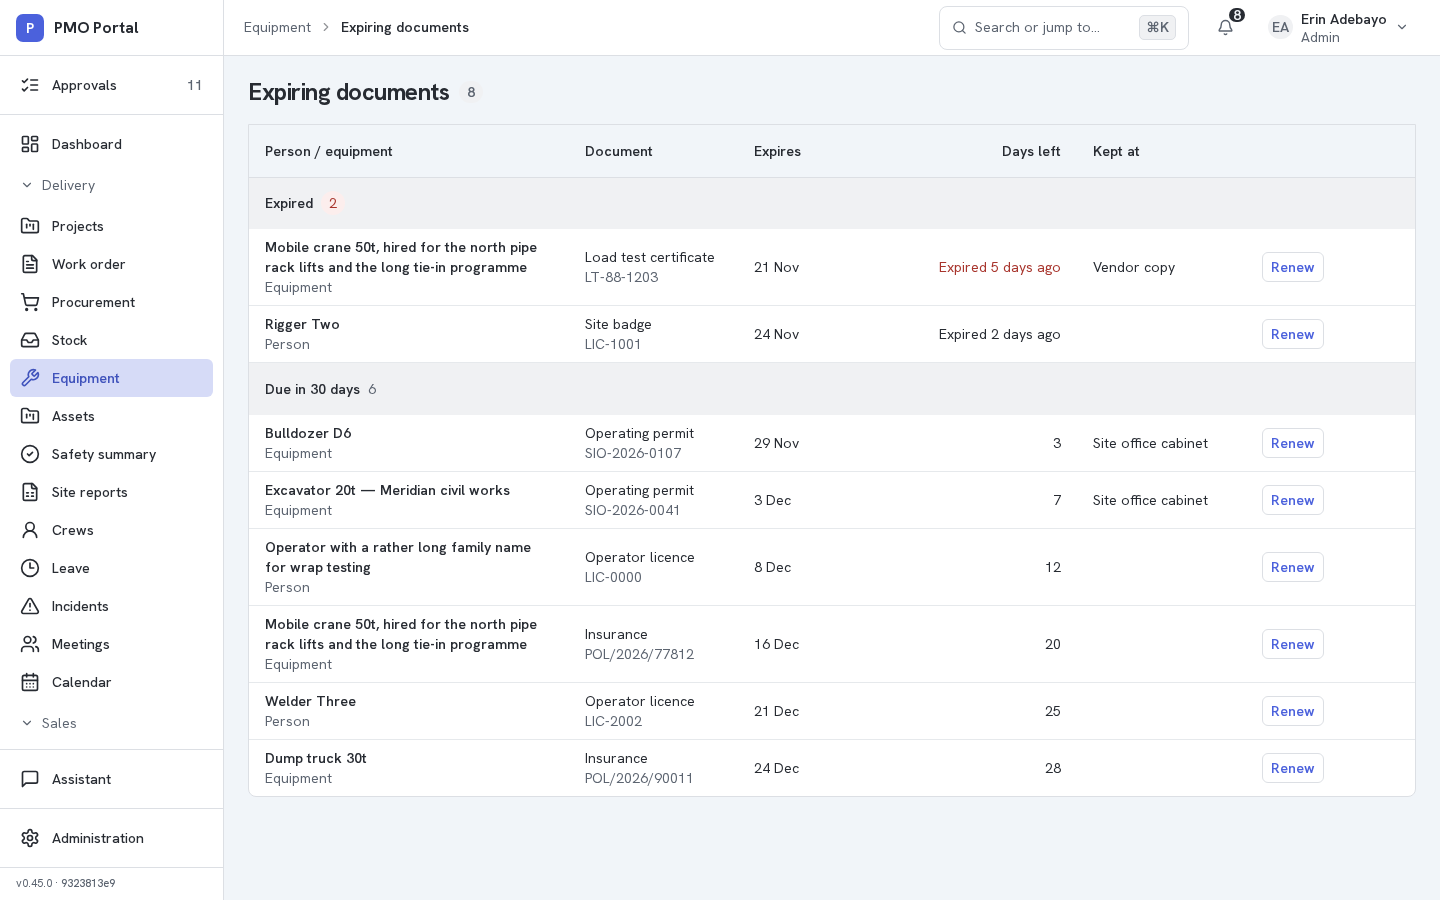 P PMO Portal
Equipment > Expiring documents
Search or jump to... ⌘K
8
EA
Erin Adebayo
Admin
Approvals 11
Dashboard
Delivery
Projects
Work order
Procurement
Stock
Equipment
Assets
Safety summary
Site reports
Crews
Leave
Incidents
Meetings
Calendar
Sales
Assistant
Administration
v0.45.0 · 9323813e9
Expiring documents 8
Person / equipment Document Expires Days left Kept at
Expired 2
Mobile crane 50t, hired for the north pipe
rack lifts and the long tie-in programme
Equipment
Load test certificate
LT-88-1203
21 Nov
Expired 5 days ago
Vendor copy
Renew
Rigger Two
Person
Site badge
LIC-1001
24 Nov
Expired 2 days ago
Renew
Due in 30 days 6
Bulldozer D6
Equipment
Operating permit
SIO-2026-0107
29 Nov
3
Site office cabinet
Renew
Excavator 20t — Meridian civil works
Equipment
Operating permit
SIO-2026-0041
3 Dec
7
Site office cabinet
Renew
Operator with a rather long family name
for wrap testing
Person
Operator licence
LIC-0000
8 Dec
12
Renew
Mobile crane 50t, hired for the north pipe
rack lifts and the long tie-in programme
Equipment
Insurance
POL/2026/77812
16 Dec
20
Renew
Welder Three
Person
Operator licence
LIC-2002
21 Dec
25
Renew
Dump truck 30t
Equipment
Insurance
POL/2026/90011
24 Dec
28
Renew